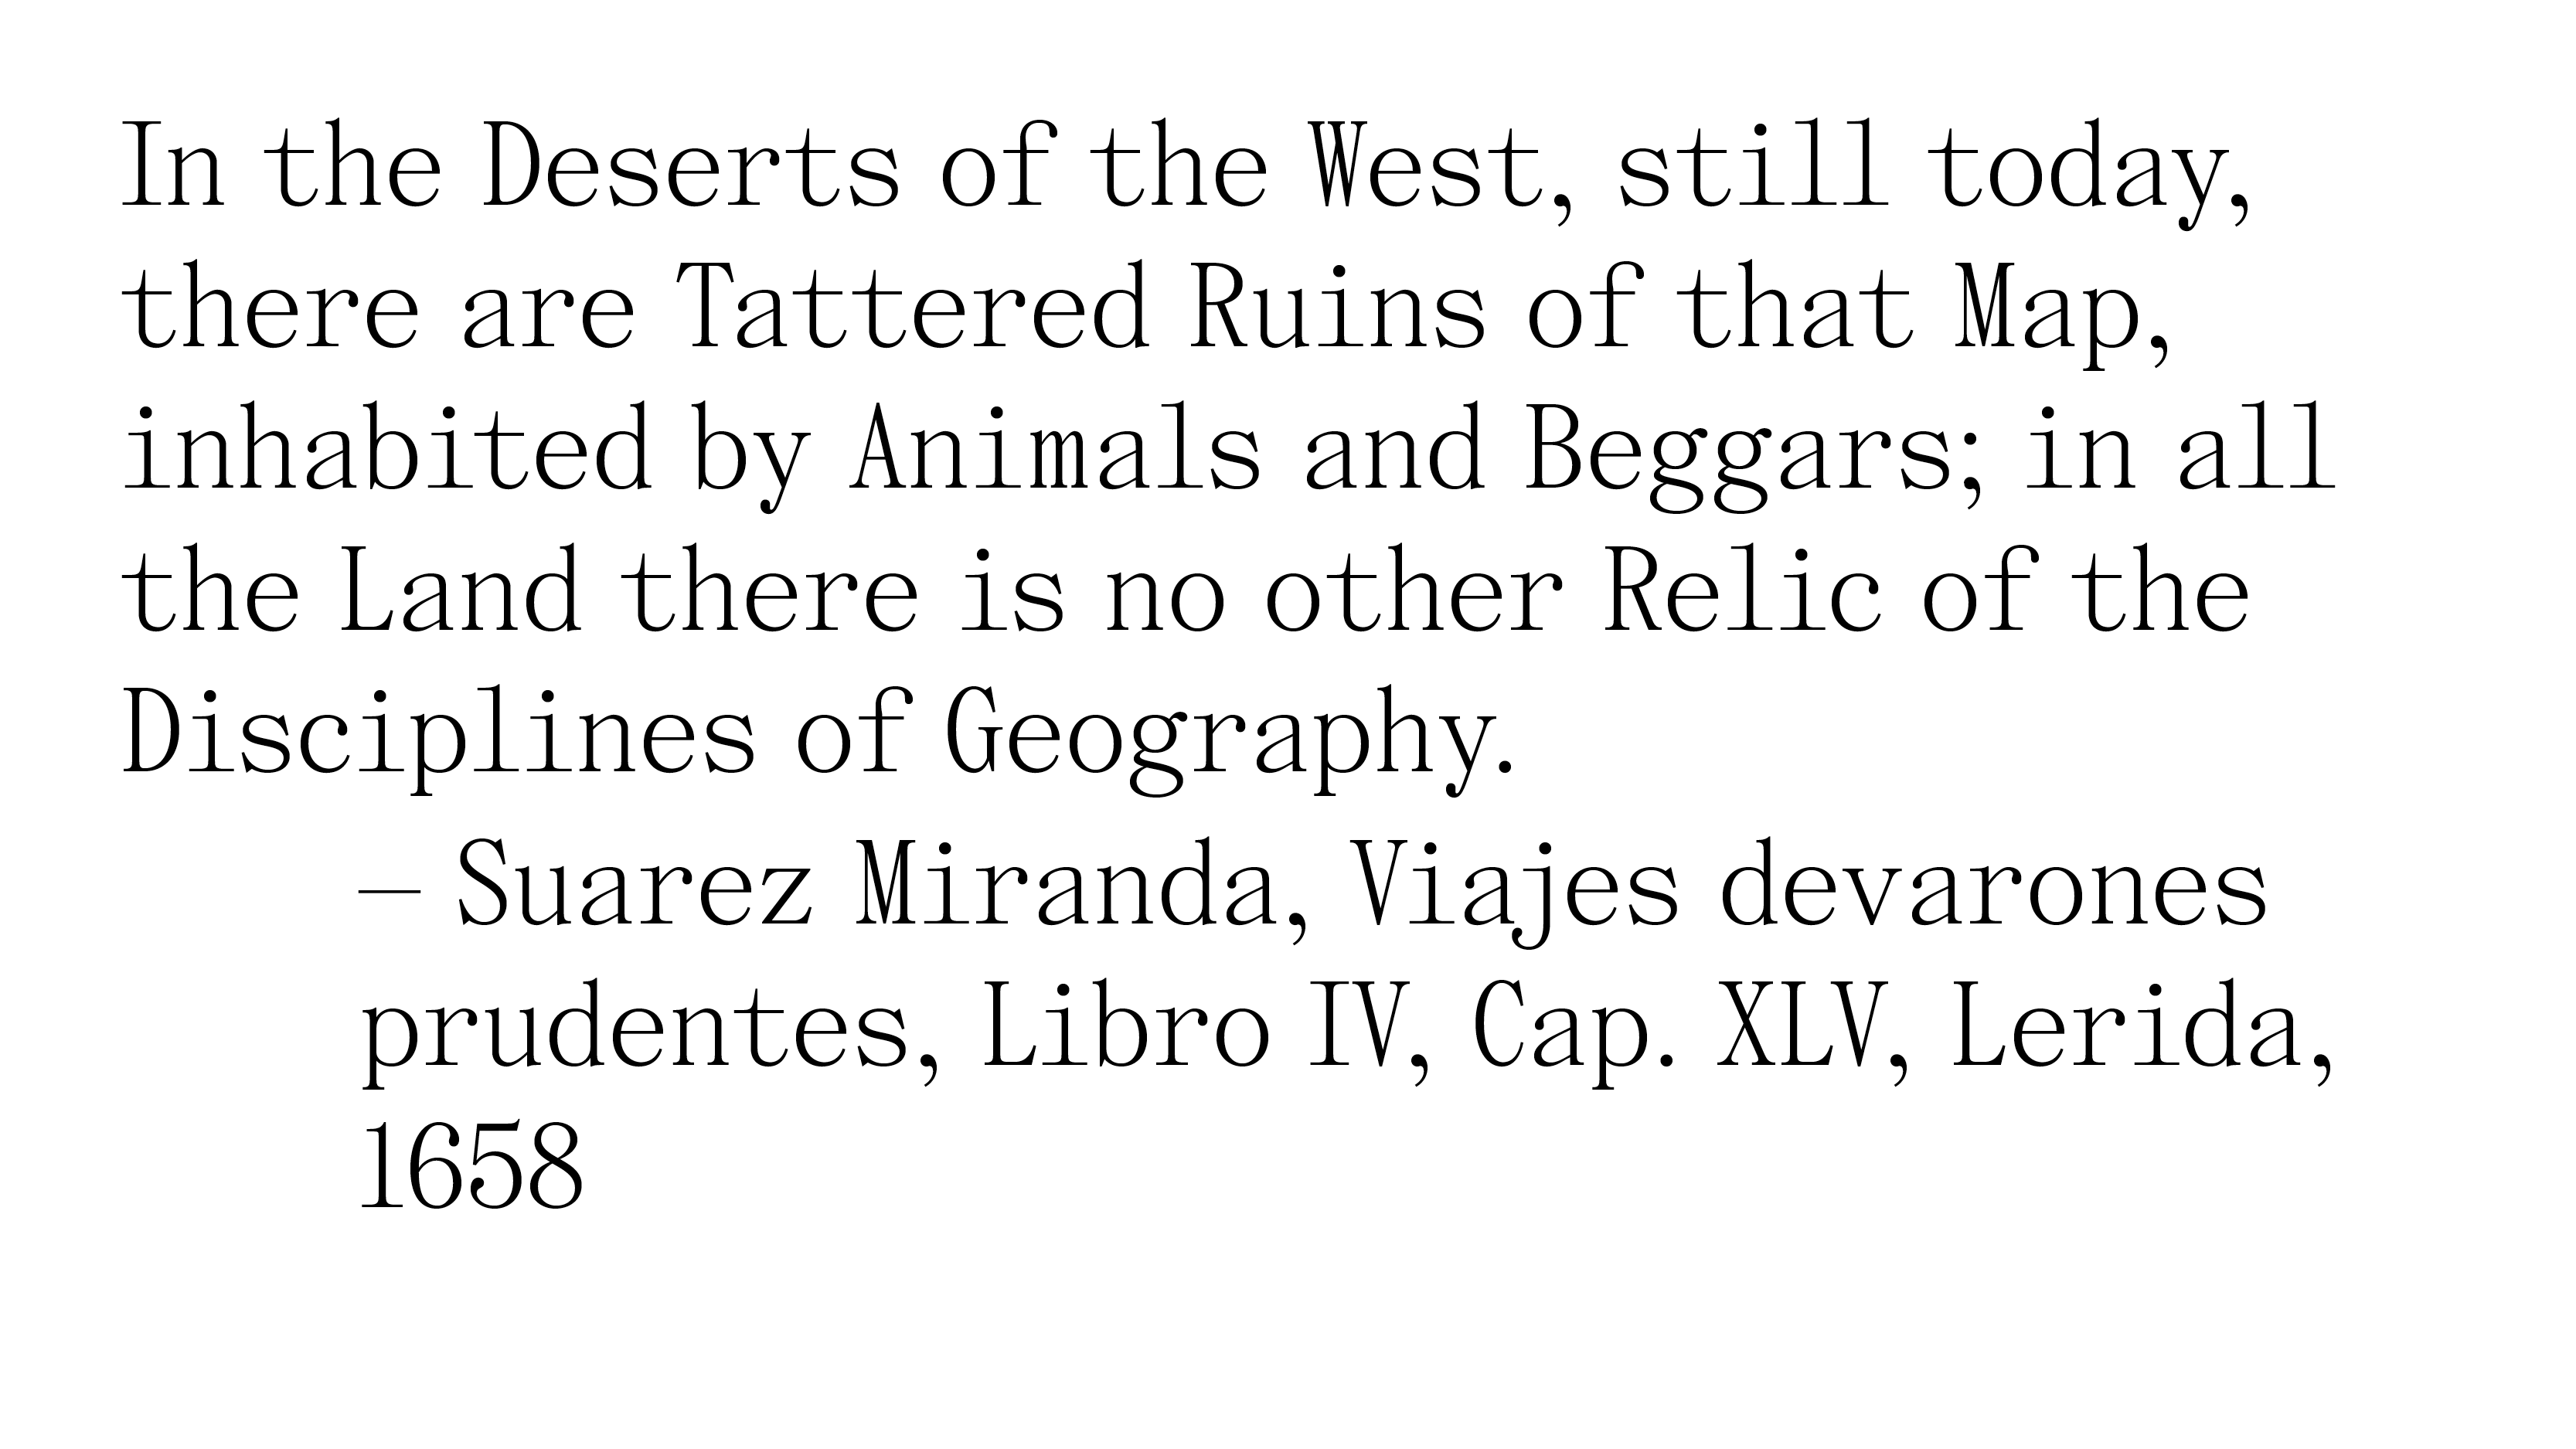 In the Deserts of the West, still today,
there are Tattered Ruins of that Map,
inhabited by Animals and Beggars; in all
the Land there is no other Relic of the
Disciplines of Geography.
– Suarez Miranda, Viajes devarones
prudentes, Libro IV, Cap. XLV, Lerida,
1658